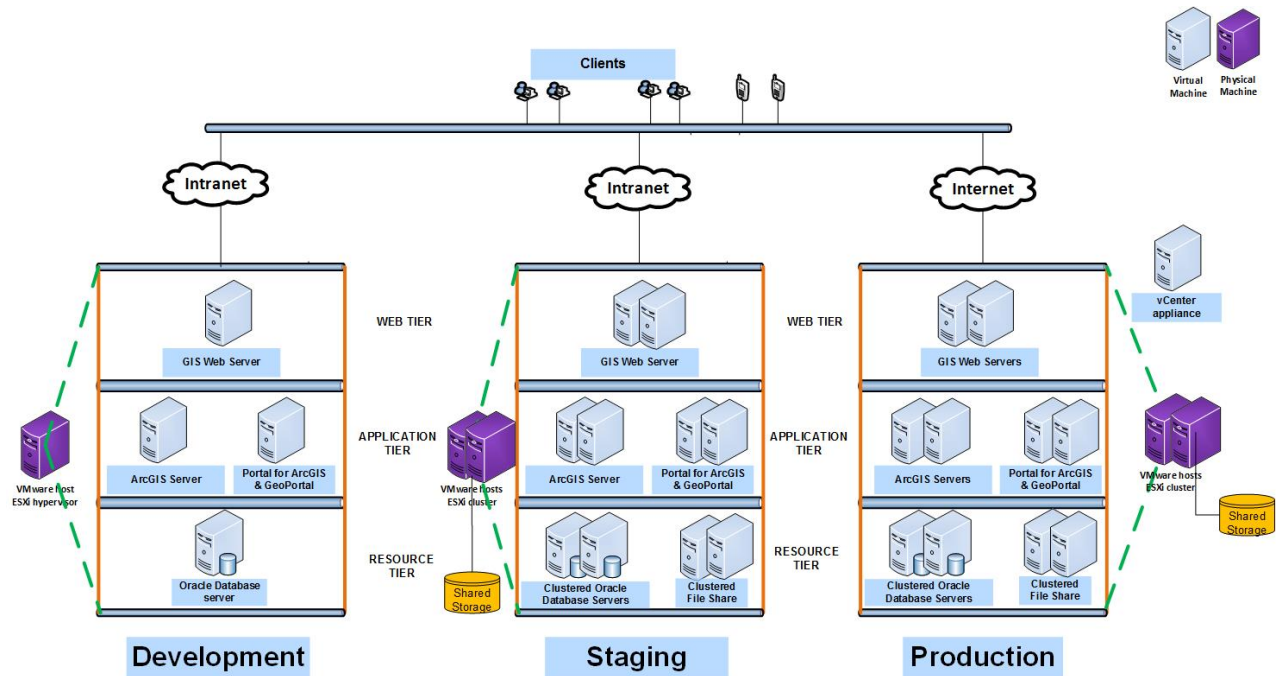 Clients
Virtual
Machine
Physical
Machine
Intranet
Intranet
Internet
GIS Web Server
WEB TIER
GIS Web Server
WEB TIER
GIS Web Servers
vCenter
appliance
VMware host
ESXi hypervisor
ArcGIS Server
Portal for ArcGIS
& GeoPortal
APPLICATION
TIER
VMware hosts
ESXi cluster
ArcGIS Server
Portal for ArcGIS
& GeoPortal
APPLICATION
TIER
ArcGIS Servers
Portal for ArcGIS
& GeoPortal
VMware hosts
ESXi cluster
Shared
Storage
Oracle Database
server
RESOURCE
TIER
Shared
Storage
Clustered Oracle
Database Servers
Clustered
File Share
RESOURCE
TIER
Clustered Oracle
Database Servers
Clustered
File Share
Development
Staging
Production